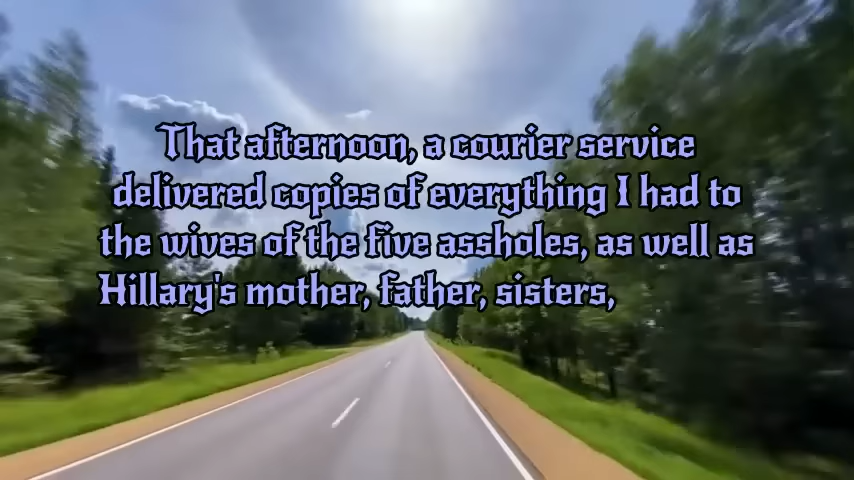 That afternoon, a courier service
delivered copies of everything I had to
the wives of the five assholes, as well as
Hillary's mother, father, sisters,